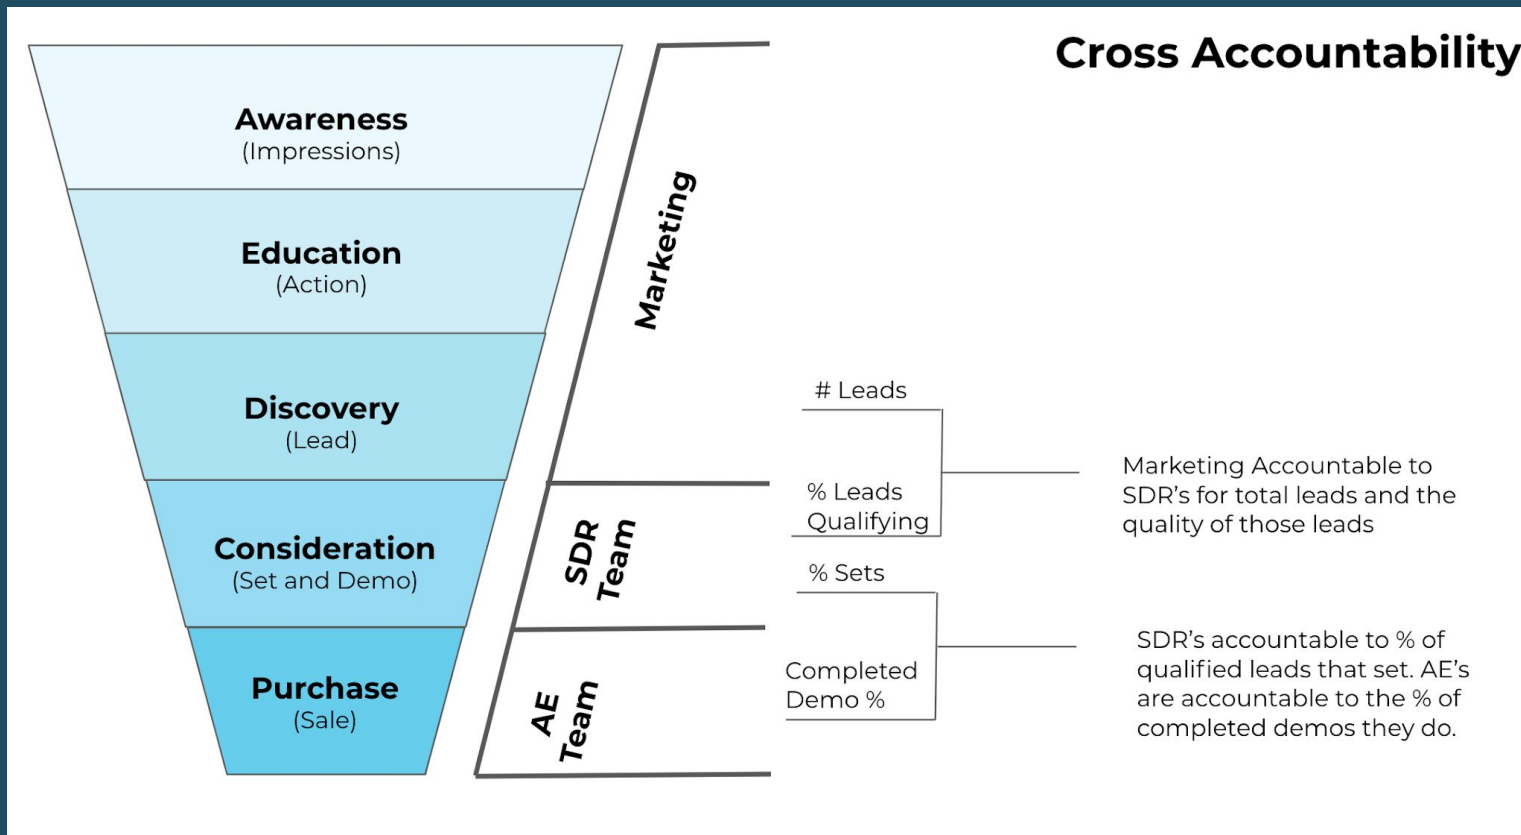 Cross Accountability
Awareness
(Impressions)
Education
(Action)
Discovery
(Lead)
Consideration
(Set and Demo)
Purchase
(Sale)
Marketing
SDR
Team
AE
Team
# Leads
% Leads
Qualifying
% Sets
Completed
Demo %
Marketing Accountable to
SDR's for total leads and the
quality of those leads
SDR's accountable to % of
qualified leads that set. AE's
are accountable to the % of
completed demos they do.